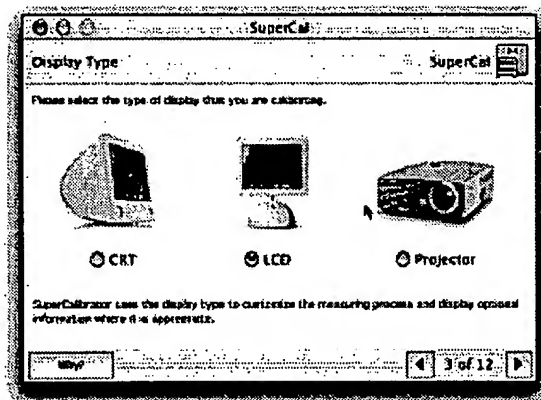 SuperCal
Display Type
SuperCal
Please select the type of display that you are calibrating.
CRT
LCD
Projector
SuperCalibrator uses the display type to customize the measuring process and display optional
information where it is appropriate.
Why?
3 of 12